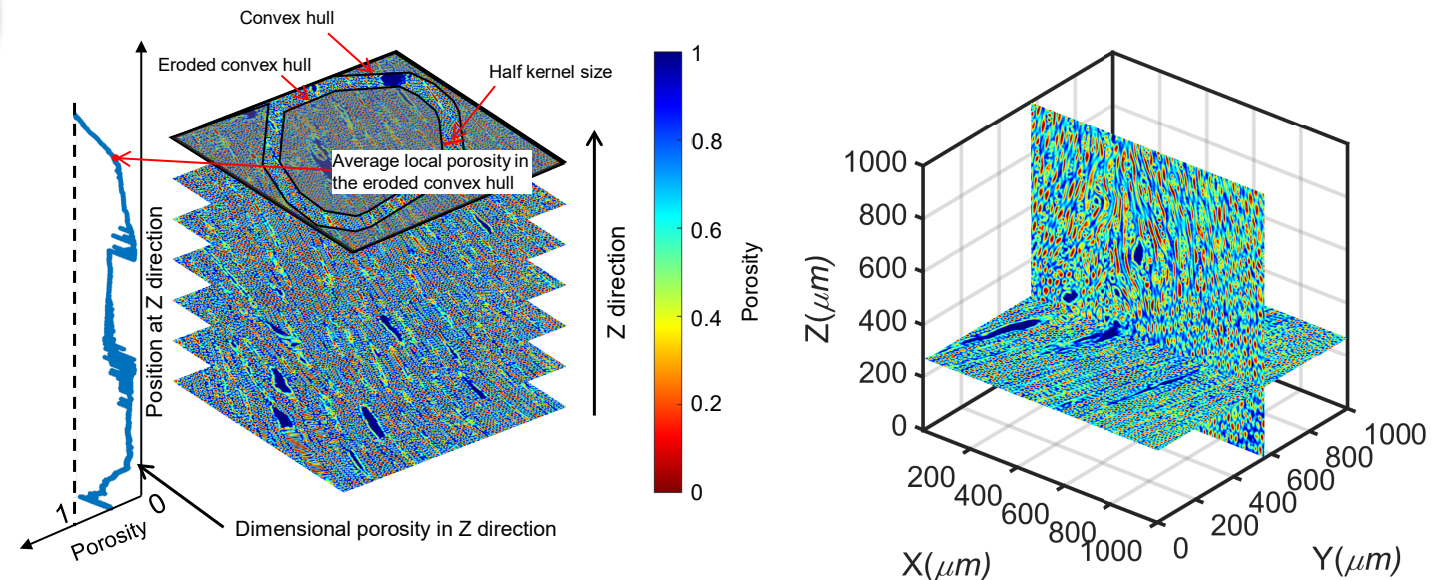 Convex hull
Eroded convex hull
Half kernel size
Average local porosity in
the eroded convex hull
Position at Z direction
Z direction
1
0
Porosity
Dimensional porosity in Z direction
1
0.8
0.6
0.4
0.2
0
Porosity
1000
800
600
400
200
0
Z(μm)
200
400
600
800
1000
X(μm)
0
200
400
600
800
1000
Y(μm)